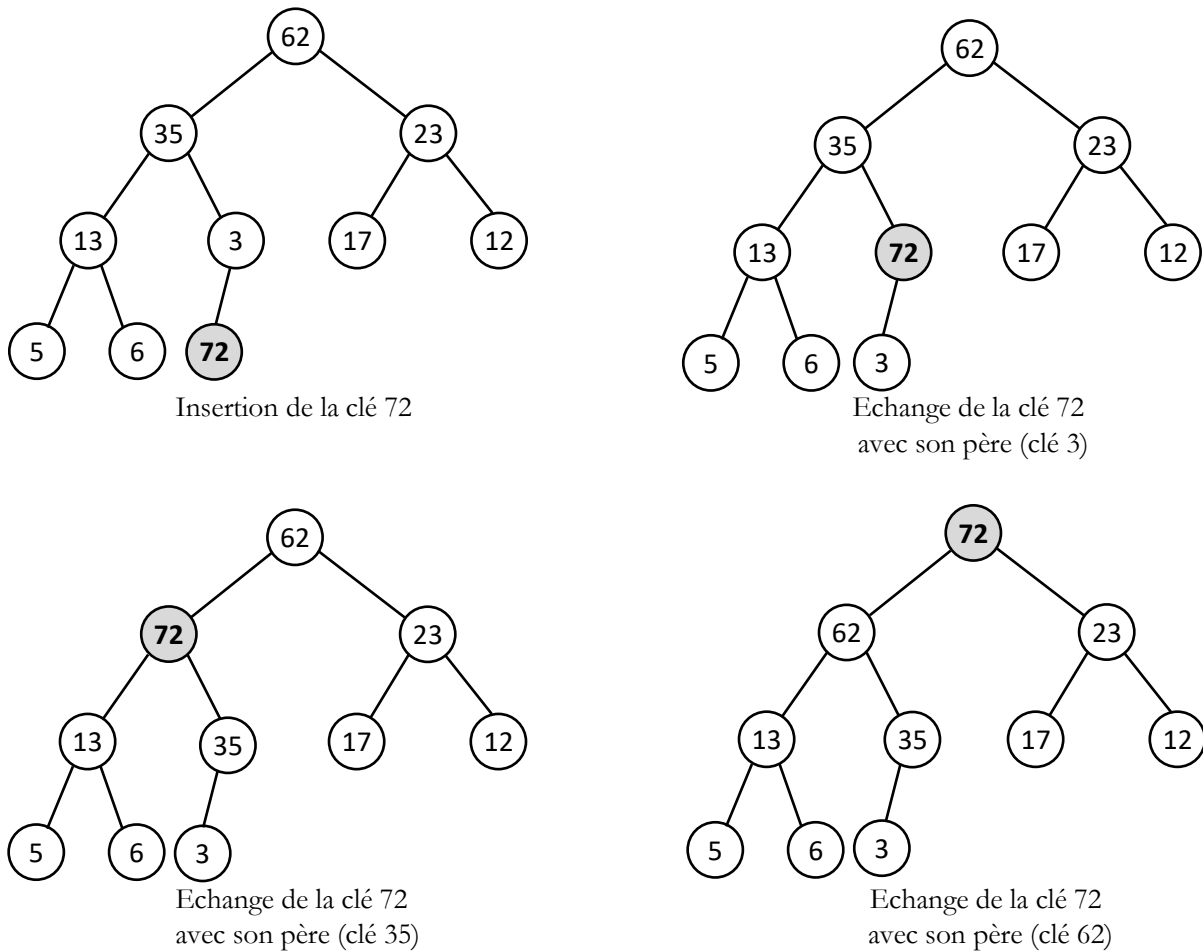 62
35 23
13 3 17 12
5 6 72
Insertion de la clé 72
62
35 23
13 72 17 12
5 6 3
Echange de la clé 72
avec son père (clé 3)
62
72 23
13 35 17 12
5 6 3
Echange de la clé 72
avec son père (clé 35)
72
62 23
13 35 17 12
5 6 3
Echange de la clé 72
avec son père (clé 62)